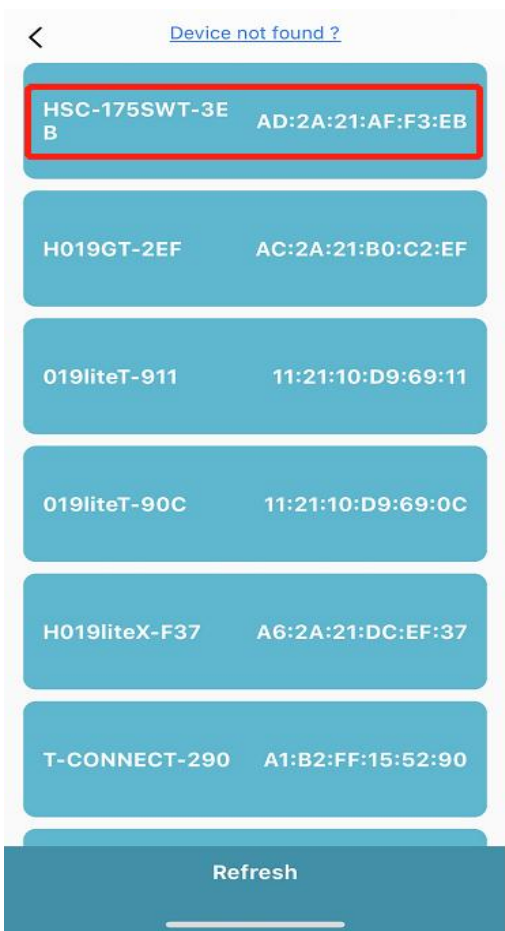 Device not found ?
HSC-175SWT-3E
B
AD:2A:21:AF:F3:EB
H019GT-2EF AC:2A:21:B0:C2:EF
019liteT-911 11:21:10:D9:69:11
019liteT-90C 11:21:10:D9:69:0C
H019liteX-F37 A6:2A:21:DC:EF:37
T-CONNECT-290 A1:B2:FF:15:52:90
Refresh